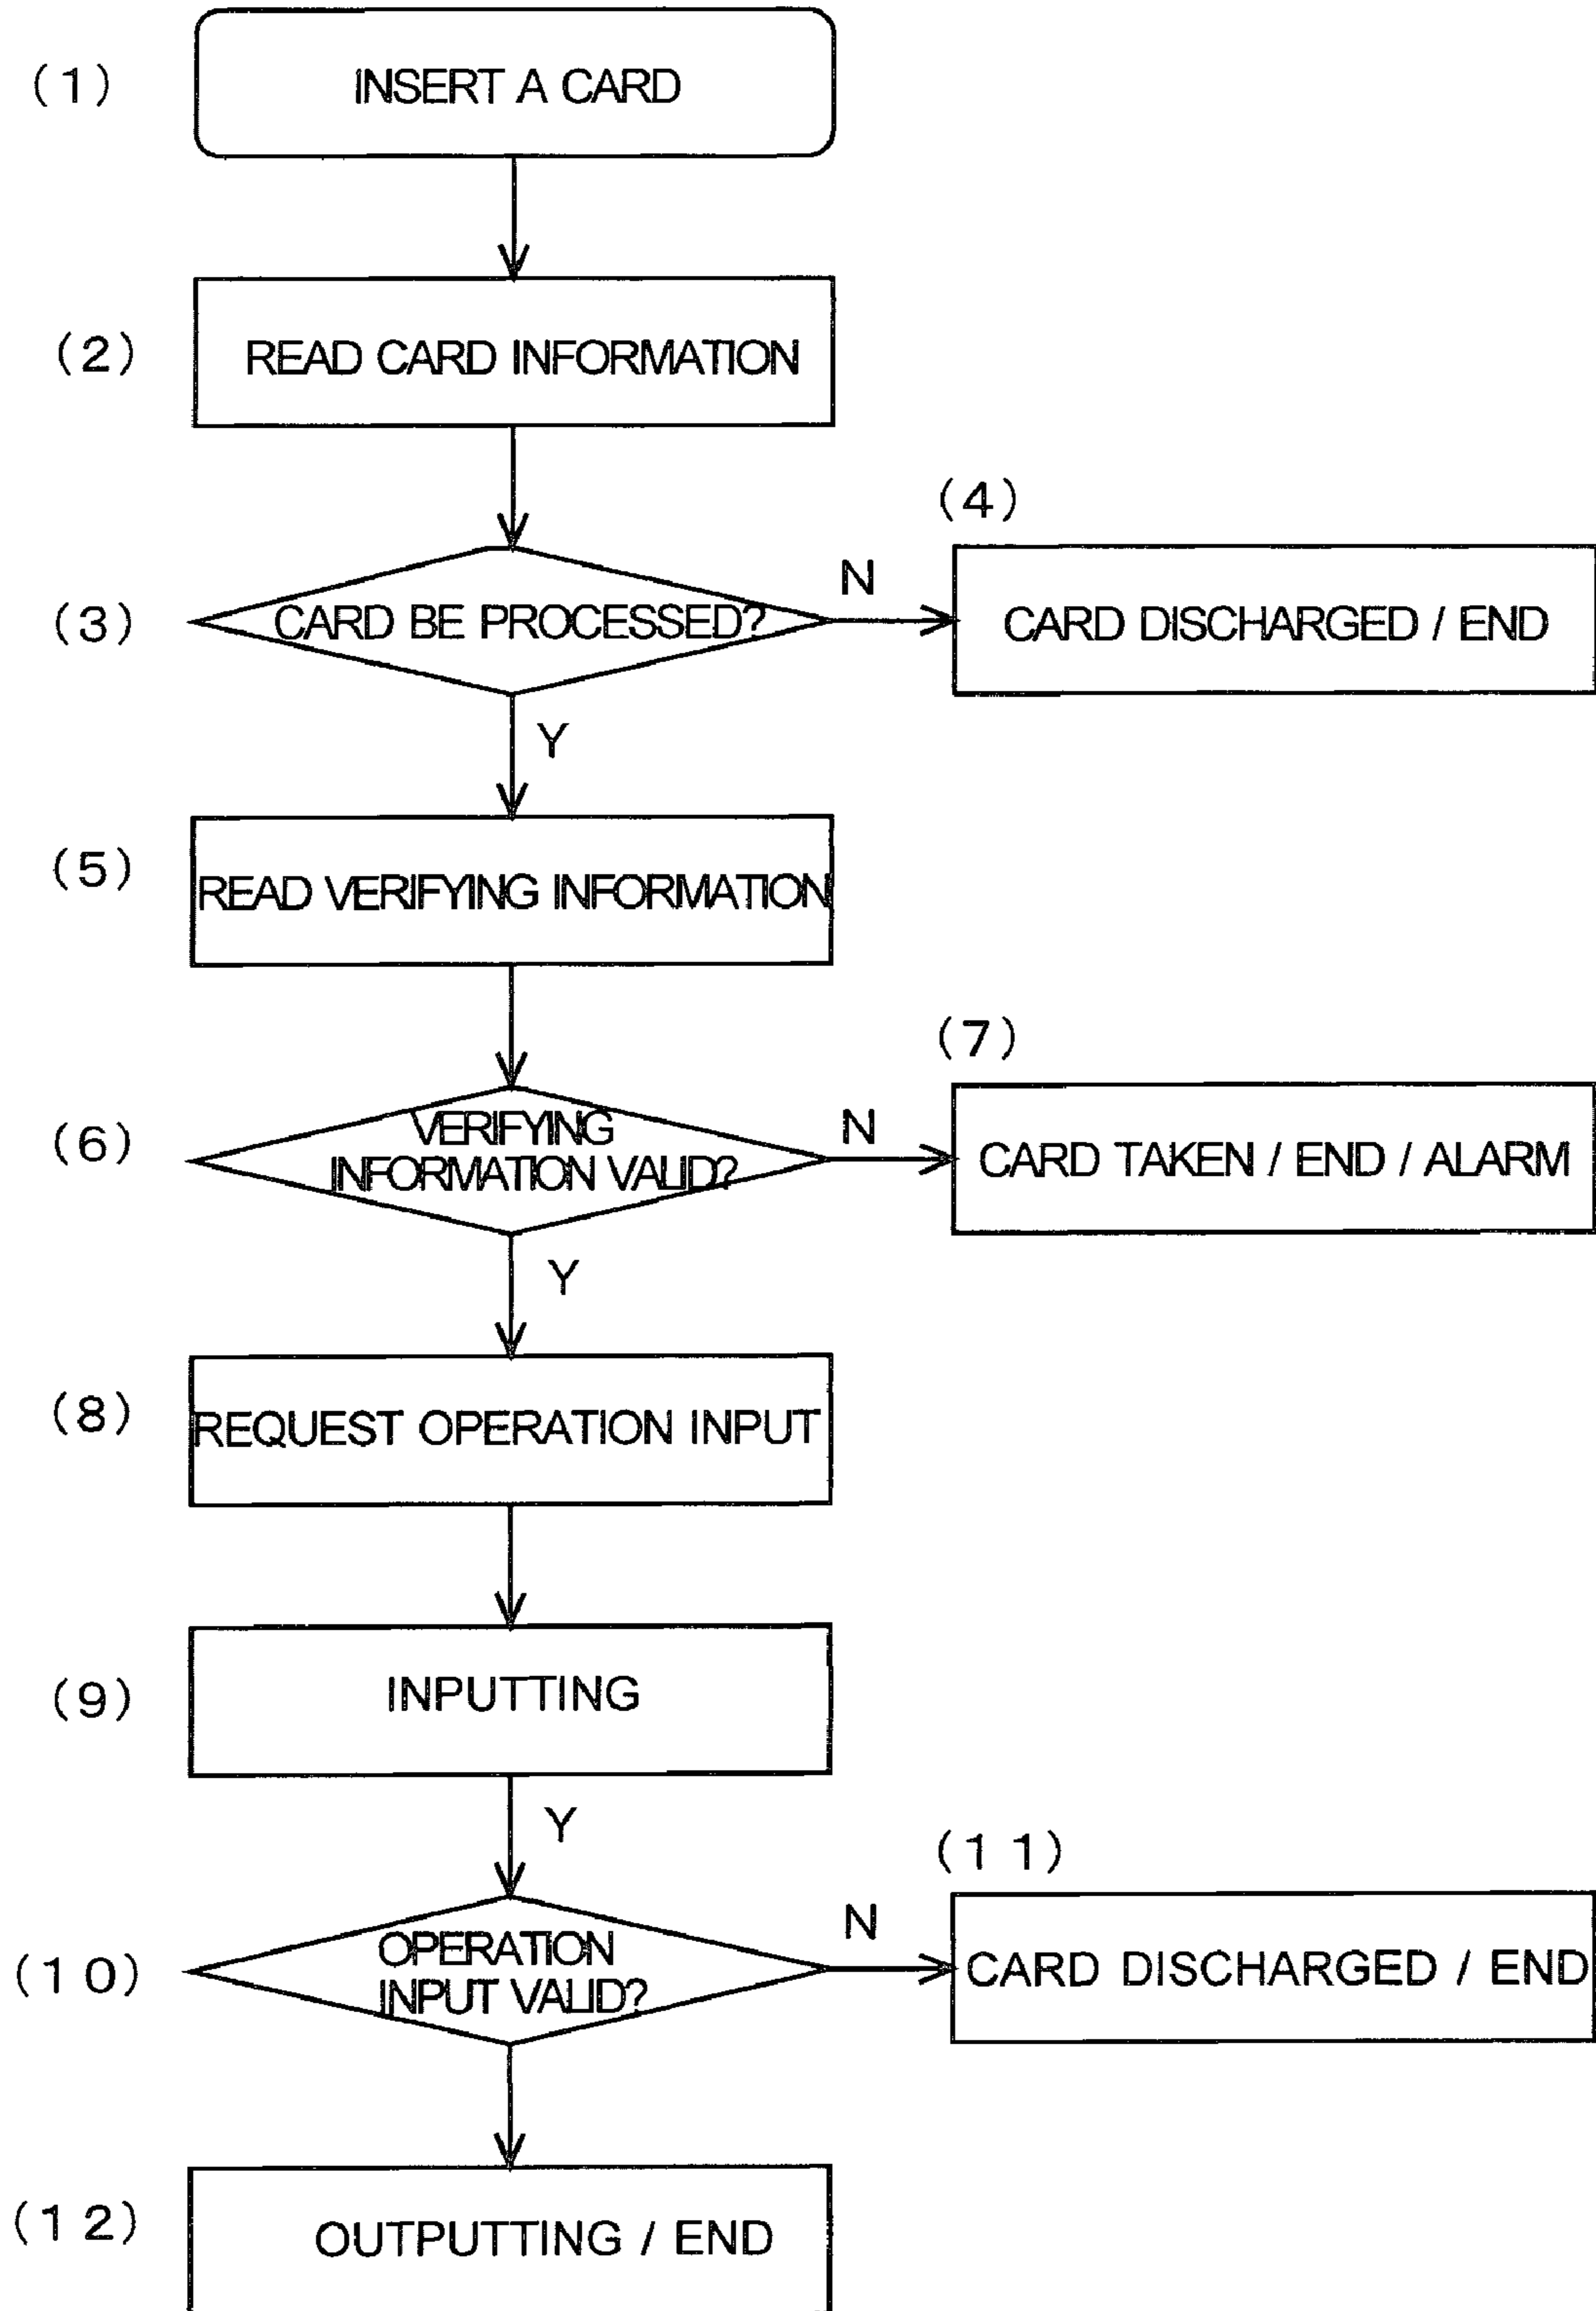 (1)
INSERT A CARD
(2)
READ CARD INFORMATION
(3)
CARD BE PROCESSED?
N
(4)
CARD DISCHARGED / END
Y
(5)
READ VERIFYING INFORMATION
(6)
VERIFYING
INFORMATION VALID?
N
(7)
CARD TAKEN / END / ALARM
Y
(8)
REQUEST OPERATION INPUT
(9)
INPUTTING
Y
(10)
OPERATION
INPUT VALID?
N
(11)
CARD DISCHARGED / END
(12)
OUTPUTTING / END